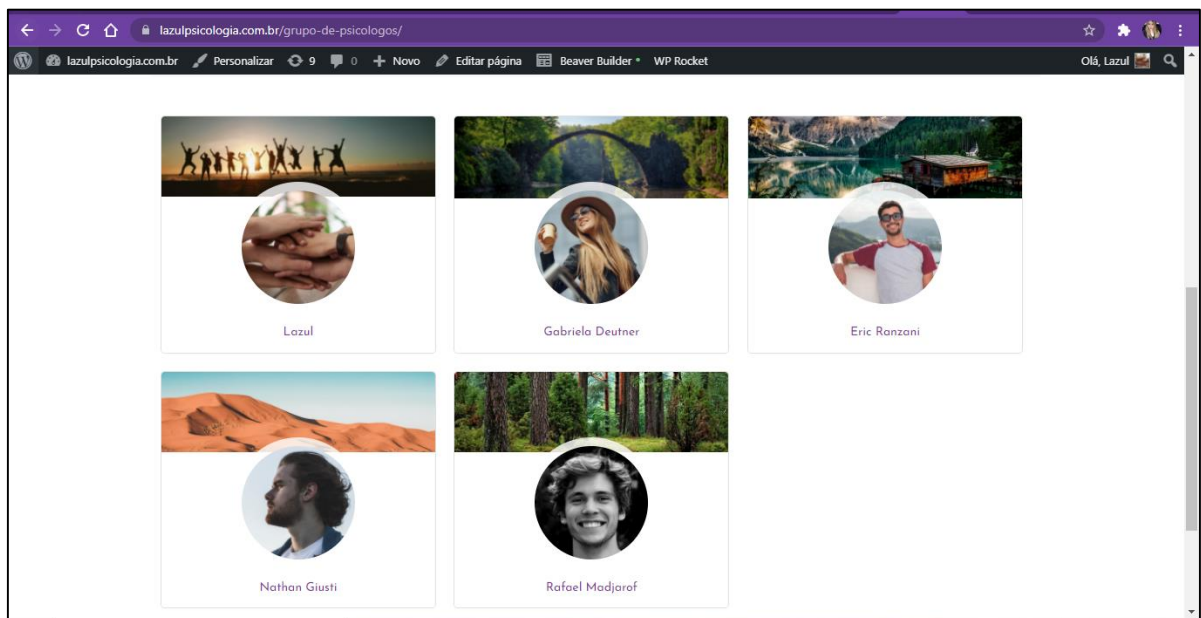 lazulpsicologia.com.br/grupo-de-psicologos/
lazulpsicologia.com.br Personalizar 9 0 Novo Editar página Beaver Builder WP Rocket Olá, Lazul
Lazul Gabriela Deutner Eric Ranzani
Nathan Giusti Rafael Madjarof